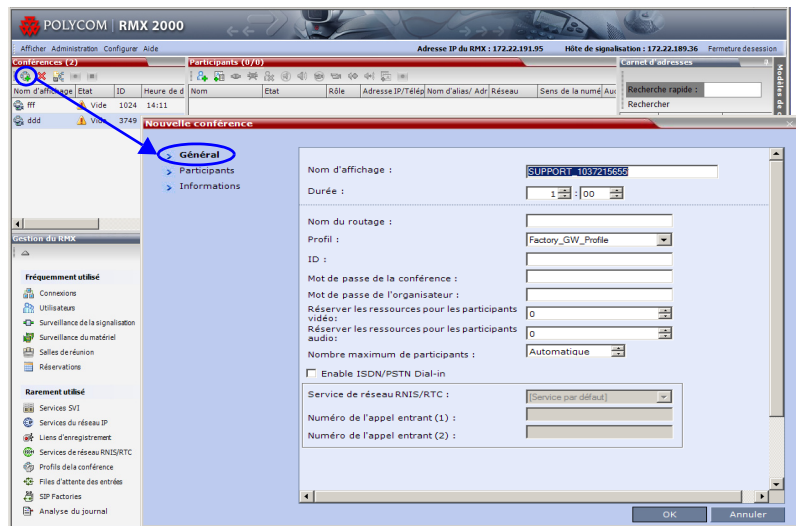 POLYCOM | RMX 2000
Afficher Administration Configurer Aide
Adresse IP du RMX : 172.22.191.95 Hôte de signalisation : 172.22.189.36 Fermeture de session
Conférences (2)
Nom d'affichage Etat ID Heure de d
fff Vide 1024 14:11
ddd Vide 3749
Participants (0/0)
Nom Etat Rôle Adresse IP/Télép Nom d'alias/ Adr Réseau Sens de la numé Auc
Carnet d'adresses
Recherche rapide :
Rechercher
Modèles de c
Nouvelle conférence
Général
Participants
Informations
Nom d'affichage : SUPPORT_1037215655
Durée : 1 : 00
Nom du routage :
Profil : Factory_GW_Profile
ID :
Mot de passe de la conférence :
Mot de passe de l'organisateur :
Réserver les ressources pour les participants
vidéo: 0
Réserver les ressources pour les participants
audio: 0
Nombre maximum de participants : Automatique
Enable ISDN/PSTN Dial-in
Service de réseau RNIS/RTC : [Service par défaut]
Numéro de l'appel entrant (1) :
Numéro de l'appel entrant (2) :
OK Annuler
Gestion du RMX
Fréquemment utilisé
Connexions
Utilisateurs
Surveillance de la signalisation
Surveillance du matériel
Salles de réunion
Réservations
Rarement utilisé
Services SVI
Services du réseau IP
Liens d'enregistrement
Services de réseau RNIS/RTC
Profils de la conférence
Files d'attente des entrées
SIP Factories
Analyse du journal